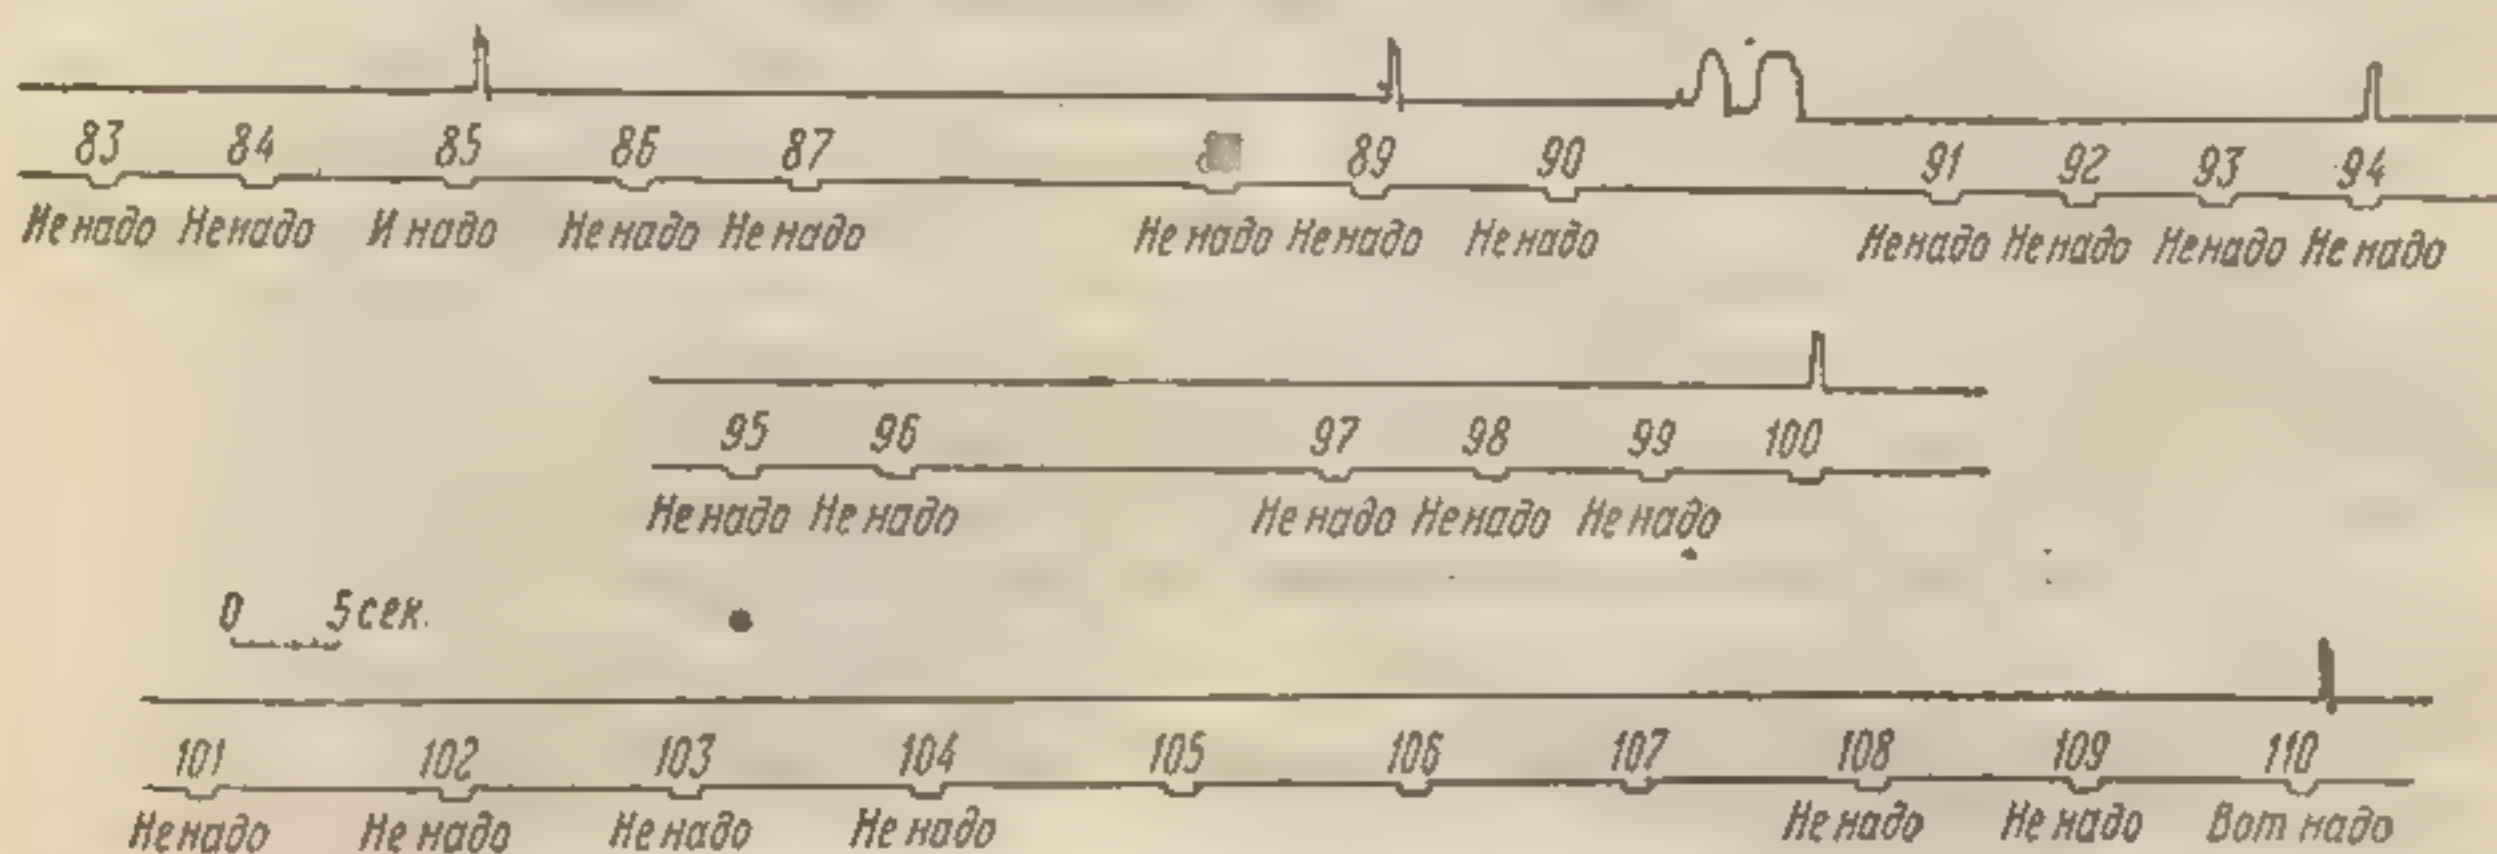 83 84 85 86 87 89 90 91 92 93 94
Не надо Не надо И надо Не надо Не надо Не надо Не надо Не надо Не надо Не надо Не надо Не надо
95 96 97 98 99 100
Не надо Не надо Не надо Не надо Не надо
0 5 сек.
101 102 103 104 105 106 107 108 109 110
Не надо Не надо Не надо Не надо Не надо Не надо Вот надо